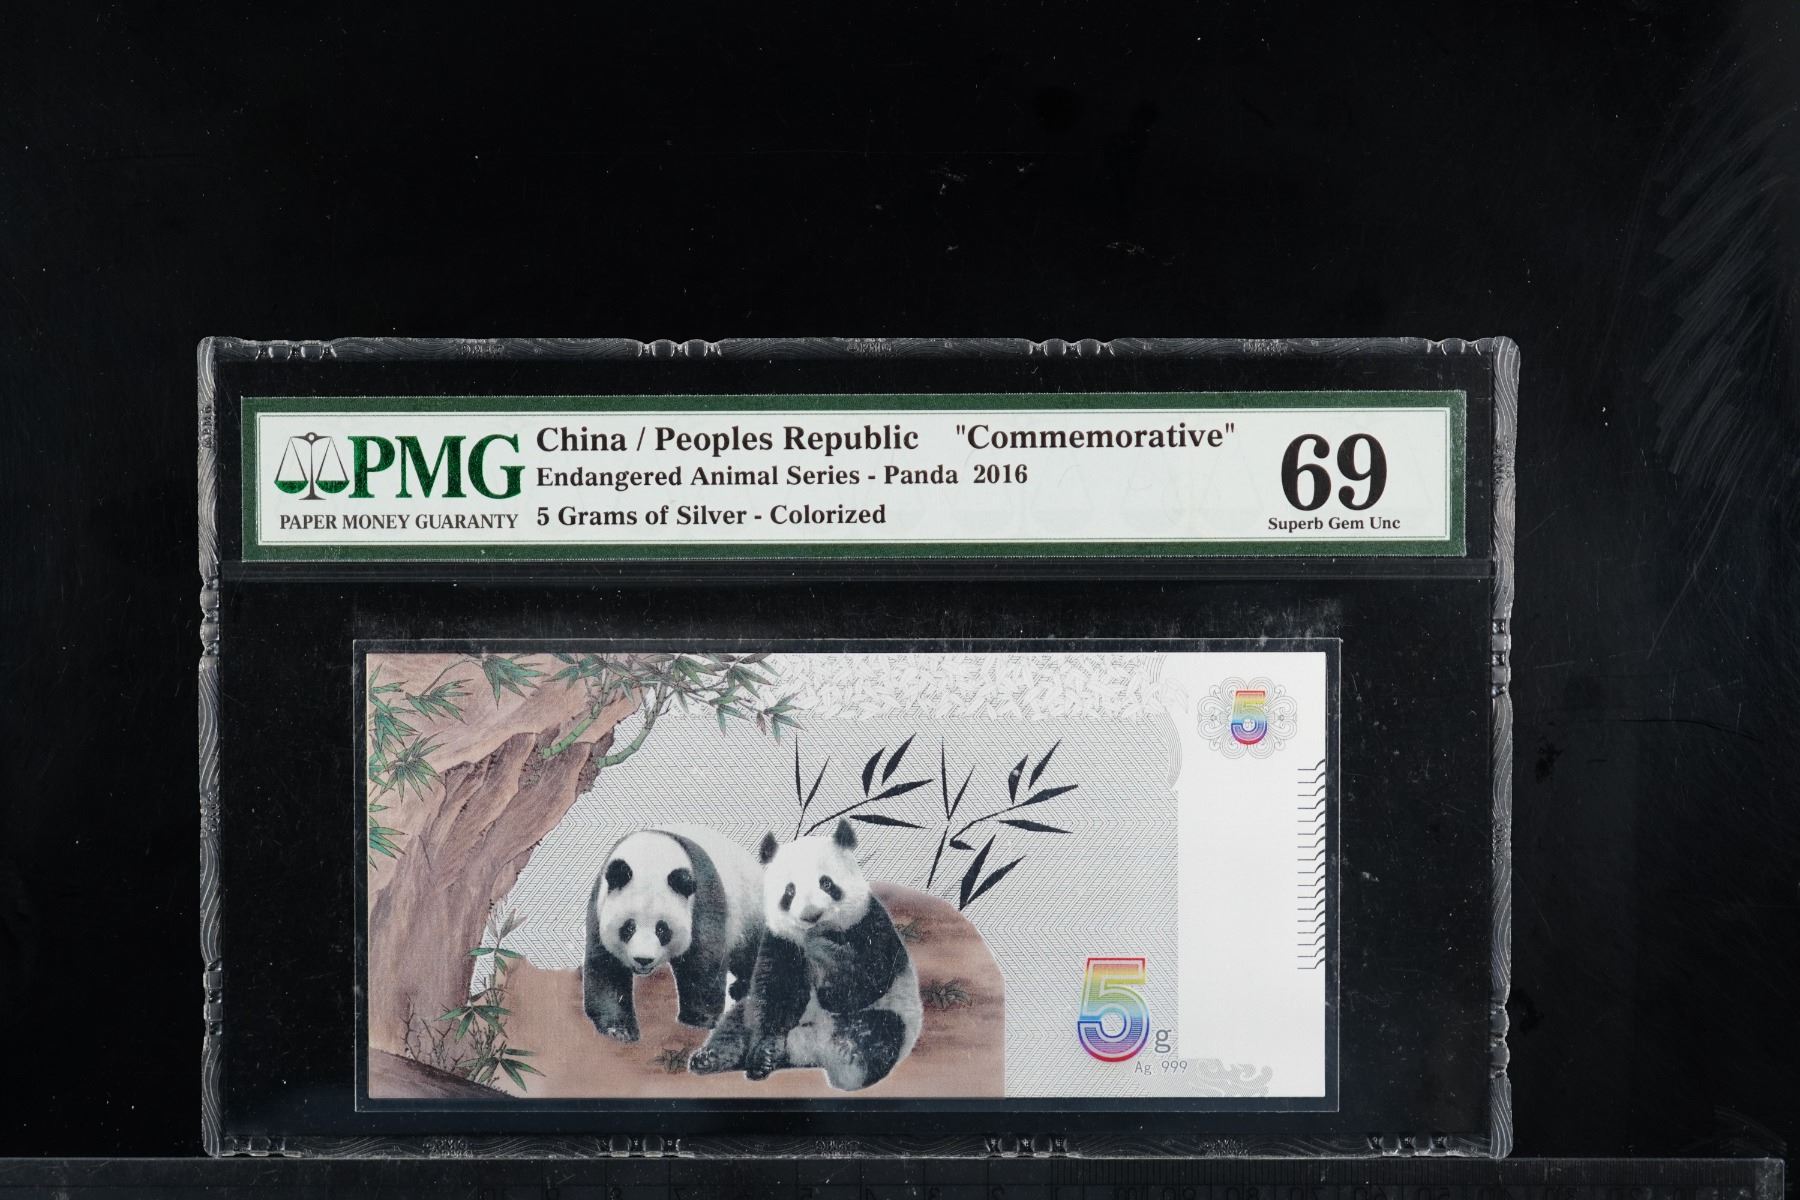 PMG
PAPER MONEY GUARANTY
China / Peoples Republic "Commemorative"
Endangered Animal Series - Panda 2016
5 Grams of Silver - Colorized
69
Superb Gem Unc
5
5g
Ag 999